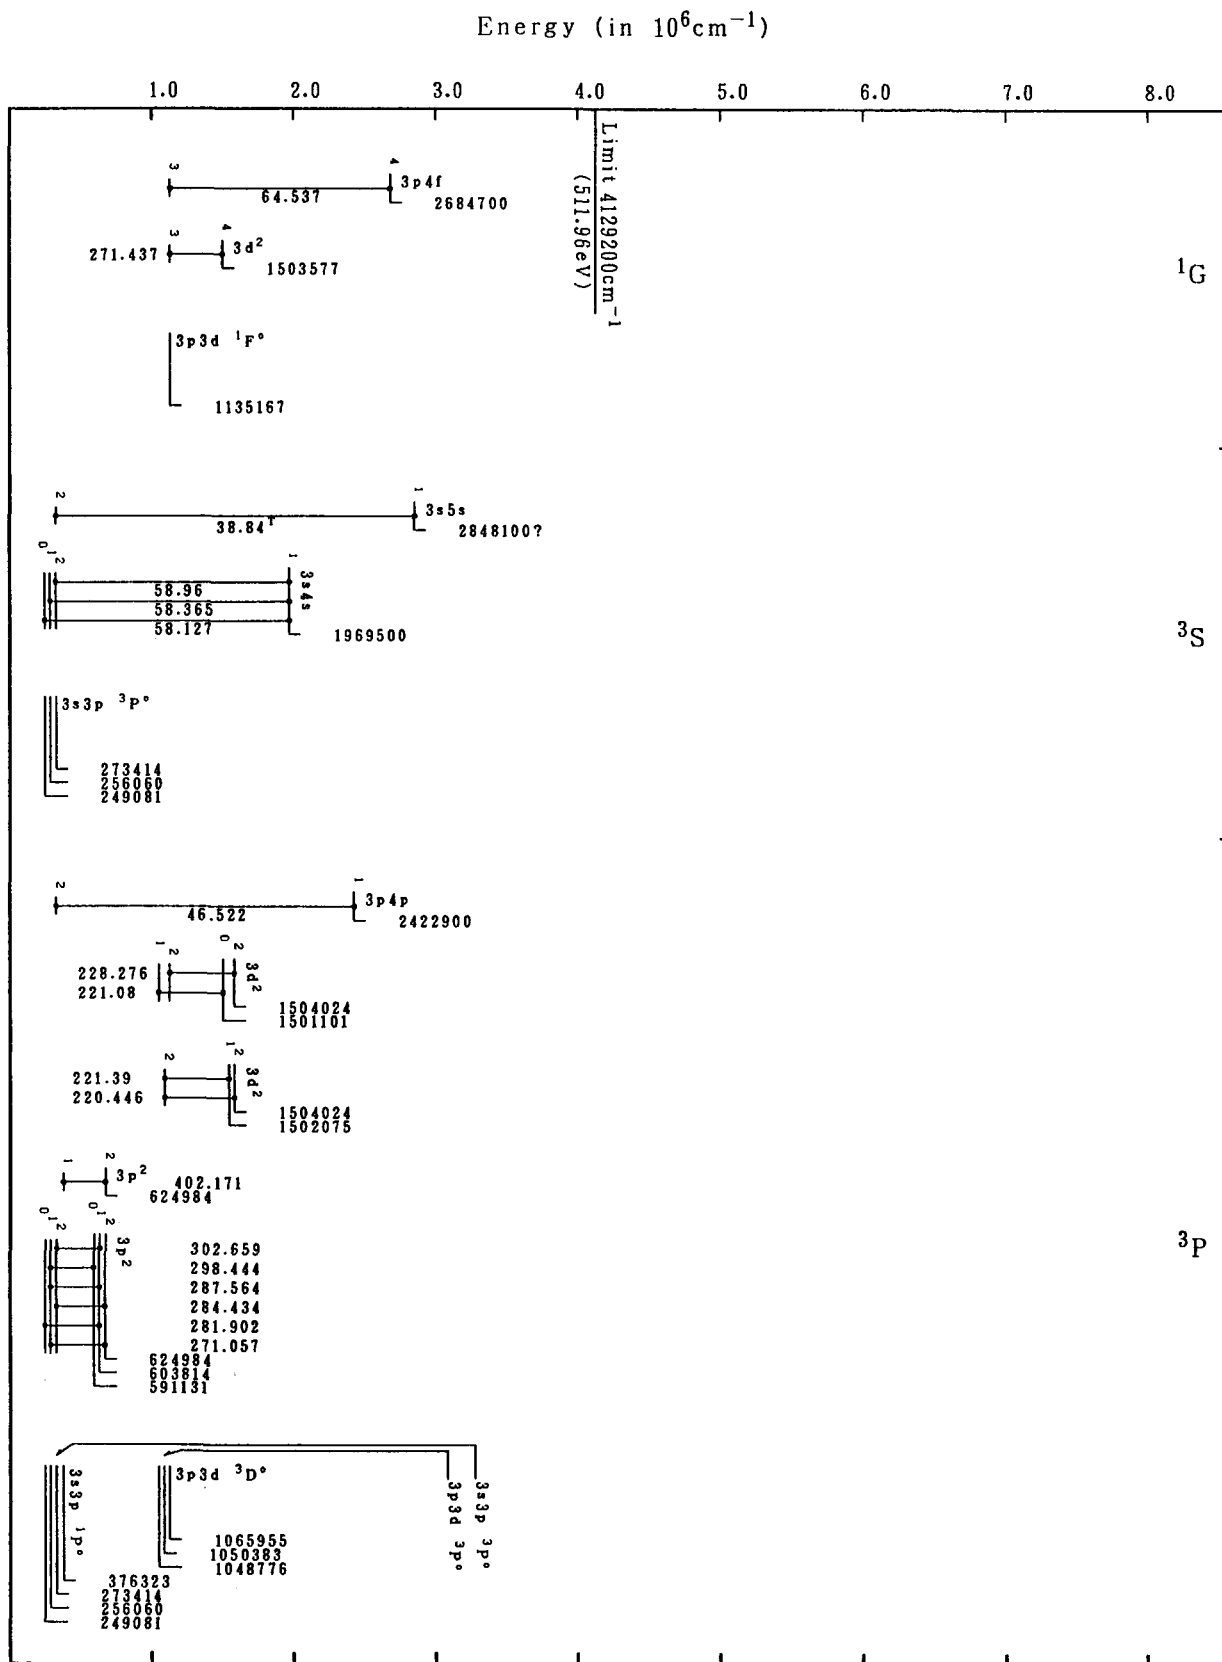 Energy (in 10⁶cm⁻¹)
1.0 2.0 3.0 4.0 5.0 6.0 7.0 8.0
Limit 4129200cm⁻¹
(511.96eV)
3 4 3p4f
64.537
2684700
3 4 3d²
271.437
1503577
¹G
3p3d ¹F°
1135167
2 1 3s5s
38.84ᵀ
2848100?
0 1 2 1 3s4s
58.96
58.365
58.127
1969500
³S
3s3p ³P°
273414
256060
249081
2 1 3p4p
46.522
2422900
1 2 0 2 3d²
228.276
221.08
1504024
1501101
2 1 2 3d²
221.39
220.446
1504024
1502075
1 2 3p²
402.171
624984
0 1 2 0 1 2 3p²
302.659
298.444
287.564
284.434
281.902
271.057
624984
603814
591131
³P
3s3p ¹P°
3p3d ³D°
3p3d ³P°
3s3p ³P°
1065955
1050383
1048776
376323
273414
256060
249081